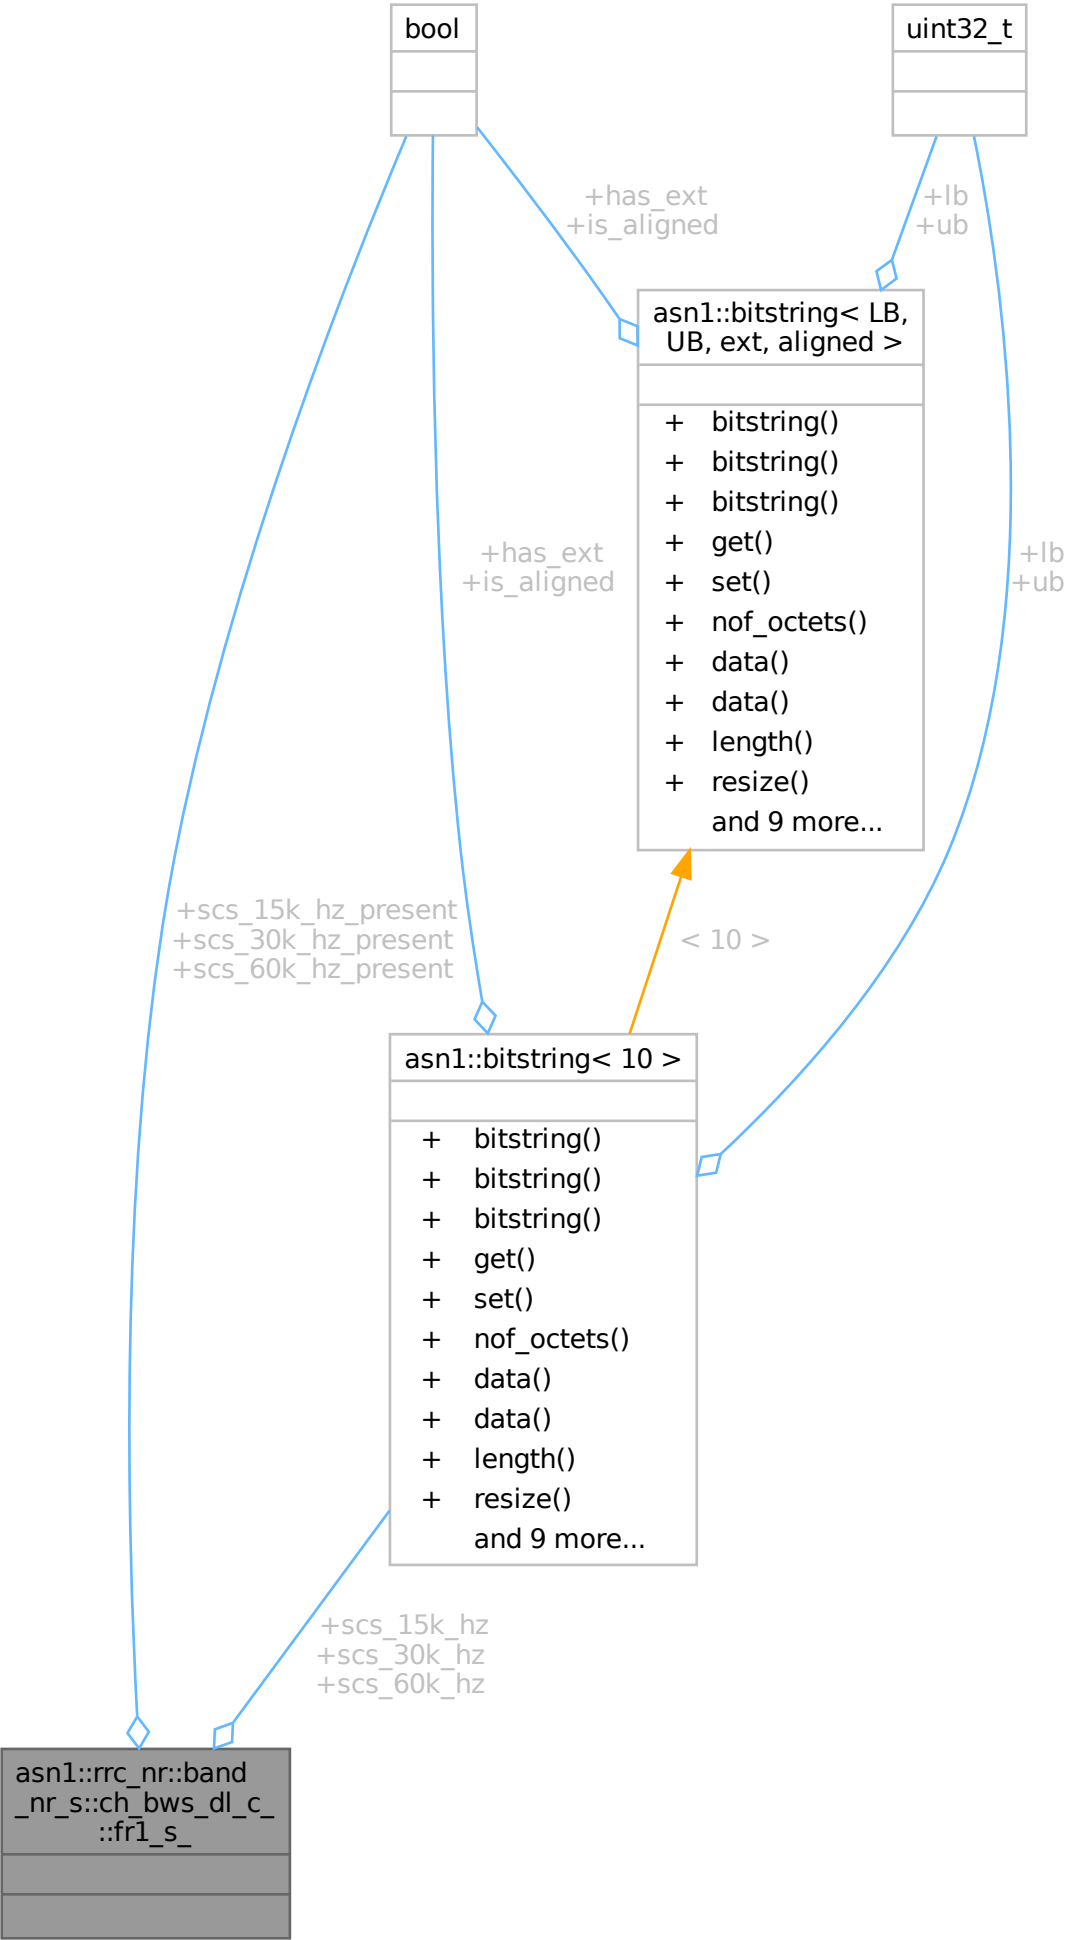 bool
uint32_t
+has_ext
+is_aligned
+lb
+ub
asn1::bitstring< LB,
UB, ext, aligned >
+ bitstring()
+ bitstring()
+ bitstring()
+ get()
+ set()
+ nof_octets()
+ data()
+ data()
+ length()
+ resize()
and 9 more...
+has_ext
+is_aligned
+lb
+ub
+scs_15k_hz_present
+scs_30k_hz_present
+scs_60k_hz_present
< 10 >
asn1::bitstring< 10 >
+ bitstring()
+ bitstring()
+ bitstring()
+ get()
+ set()
+ nof_octets()
+ data()
+ data()
+ length()
+ resize()
and 9 more...
+scs_15k_hz
+scs_30k_hz
+scs_60k_hz
asn1::rrc_nr::band
_nr_s::ch_bws_dl_c_
::fr1_s_